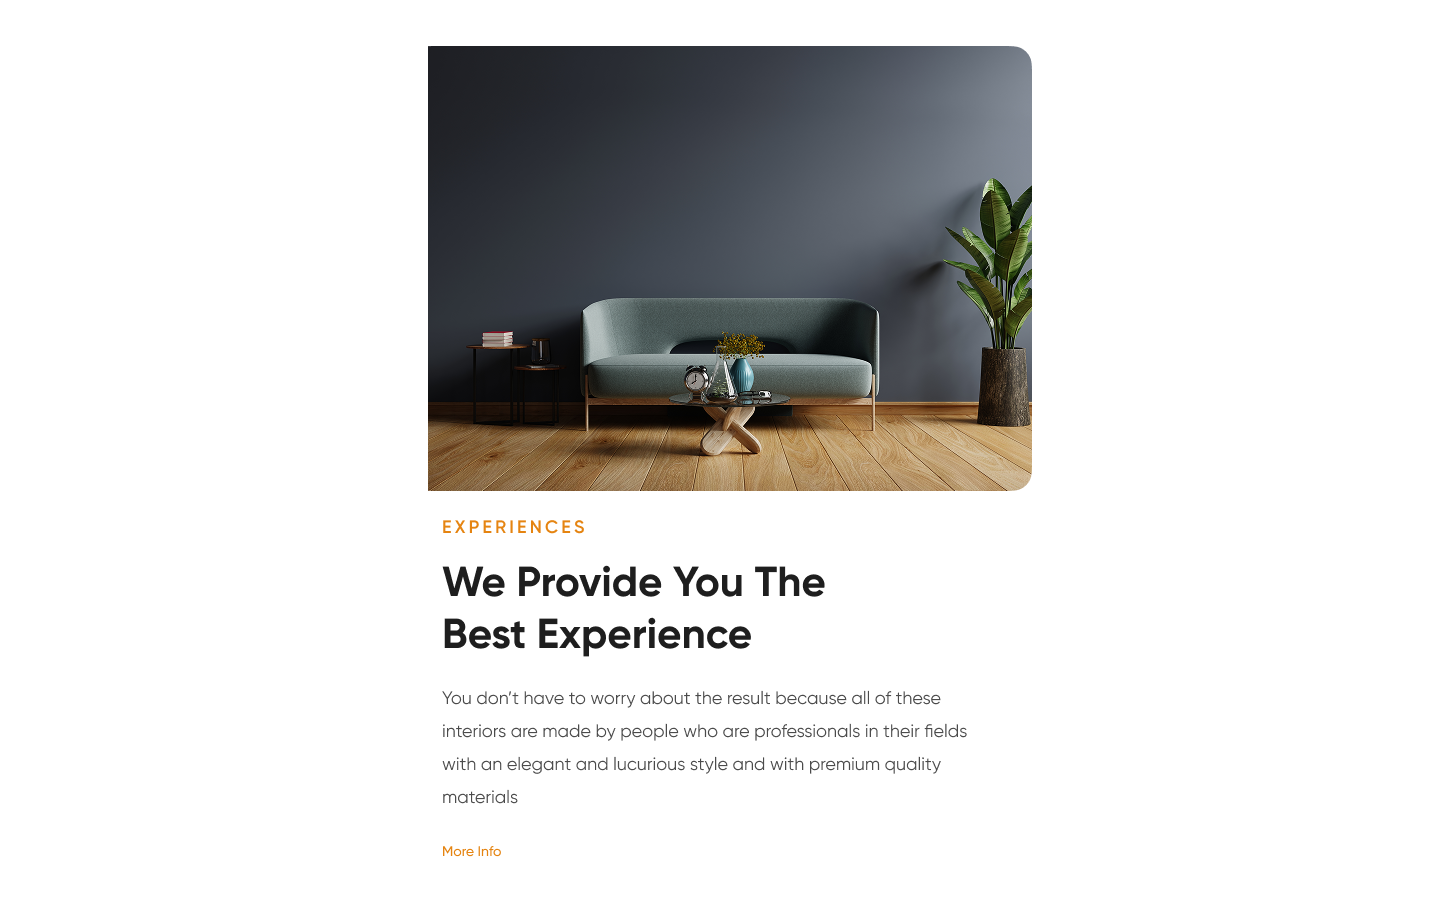 EXPERIENCES
We Provide You The
Best Experience
You don’t have to worry about the result because all of these
interiors are made by people who are professionals in their fields
with an elegant and lucurious style and with premium quality
materials
More Info